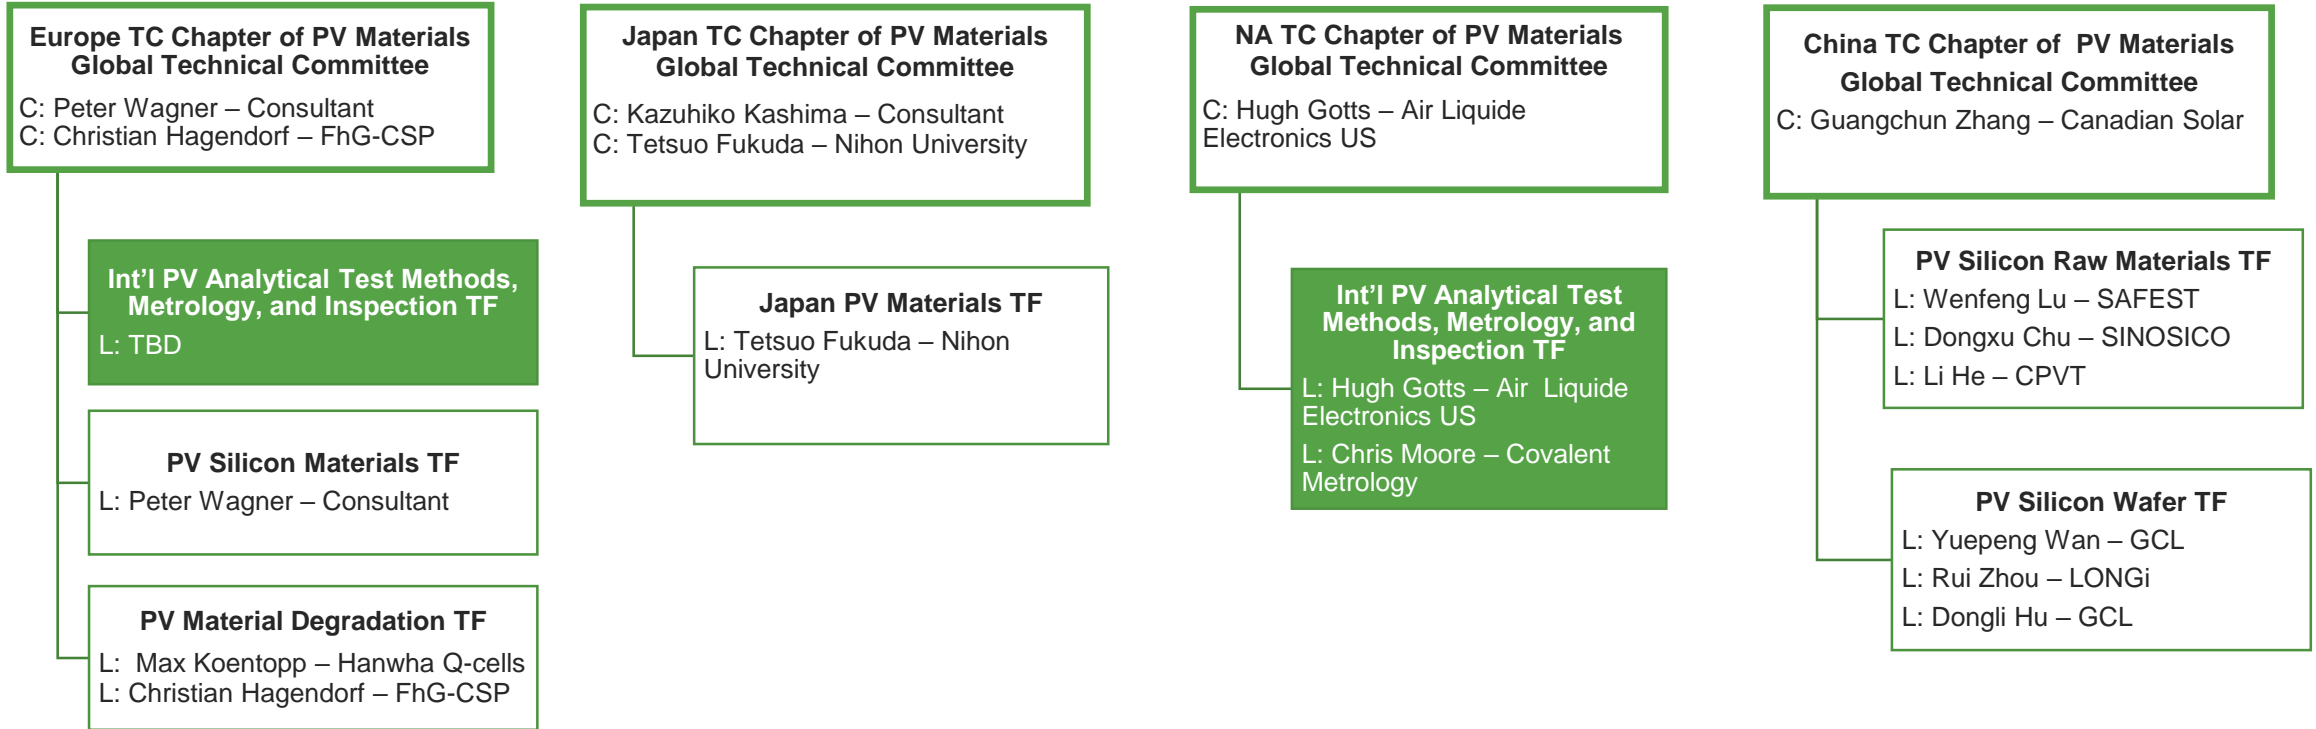 Europe TC Chapter of PV Materials
Global Technical Committee
C: Peter Wagner – Consultant
C: Christian Hagendorf – FhG-CSP
Int'l PV Analytical Test Methods,
Metrology, and Inspection TF
L: TBD
PV Silicon Materials TF
L: Peter Wagner – Consultant
PV Material Degradation TF
L: Max Koentopp – Hanwha Q-cells
L: Christian Hagendorf – FhG-CSP
Japan TC Chapter of PV Materials
Global Technical Committee
C: Kazuhiko Kashima – Consultant
C: Tetsuo Fukuda – Nihon University
Japan PV Materials TF
L: Tetsuo Fukuda – Nihon
University
NA TC Chapter of PV Materials
Global Technical Committee
C: Hugh Gotts – Air Liquide
Electronics US
Int'l PV Analytical Test
Methods, Metrology, and
Inspection TF
L: Hugh Gotts – Air Liquide
Electronics US
L: Chris Moore – Covalent
Metrology
China TC Chapter of PV Materials
Global Technical Committee
C: Guangchun Zhang – Canadian Solar
PV Silicon Raw Materials TF
L: Wenfeng Lu – SAFEST
L: Dongxu Chu – SINOSICO
L: Li He – CPVT
PV Silicon Wafer TF
L: Yuepeng Wan – GCL
L: Rui Zhou – LONGi
L: Dongli Hu – GCL